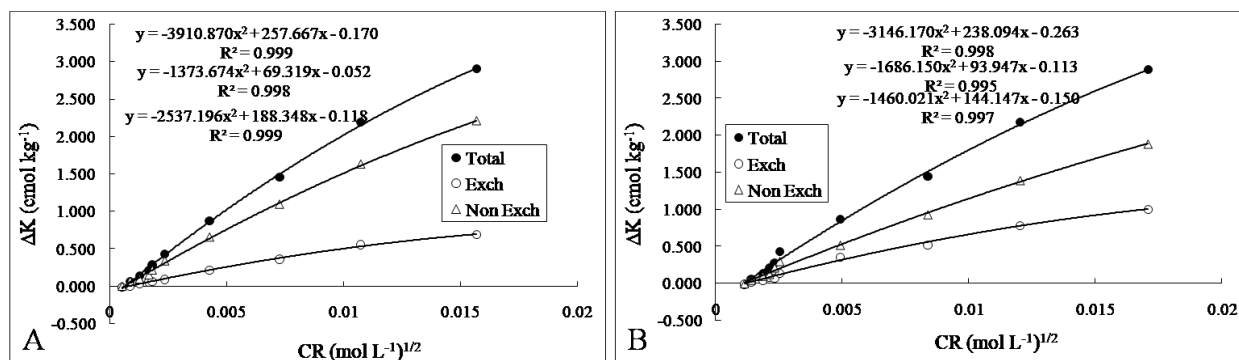 3.500
3.000
2.500
2.000
1.500
1.000
0.500
0.000
-0.500
ΔK (cmol kg⁻¹)
y = -3910.870x² + 257.667x - 0.170
R² = 0.999
y = -1373.674x² + 69.319x - 0.052
R² = 0.998
y = -2537.196x² + 188.348x - 0.118
R² = 0.999
Total
Exch
Non Exch
0 0.005 0.01 0.015 0.02
CR (mol L⁻¹)¹/²
A
3.500
3.000
2.500
2.000
1.500
1.000
0.500
0.000
-0.500
ΔK (cmol kg⁻¹)
y = -3146.170x² + 238.094x - 0.263
R² = 0.998
y = -1686.150x² + 93.947x - 0.113
R² = 0.995
y = -1460.021x² + 144.147x - 0.150
R² = 0.997
Total
Exch
Non Exch
0 0.005 0.01 0.015 0.02
CR (mol L⁻¹)¹/²
B